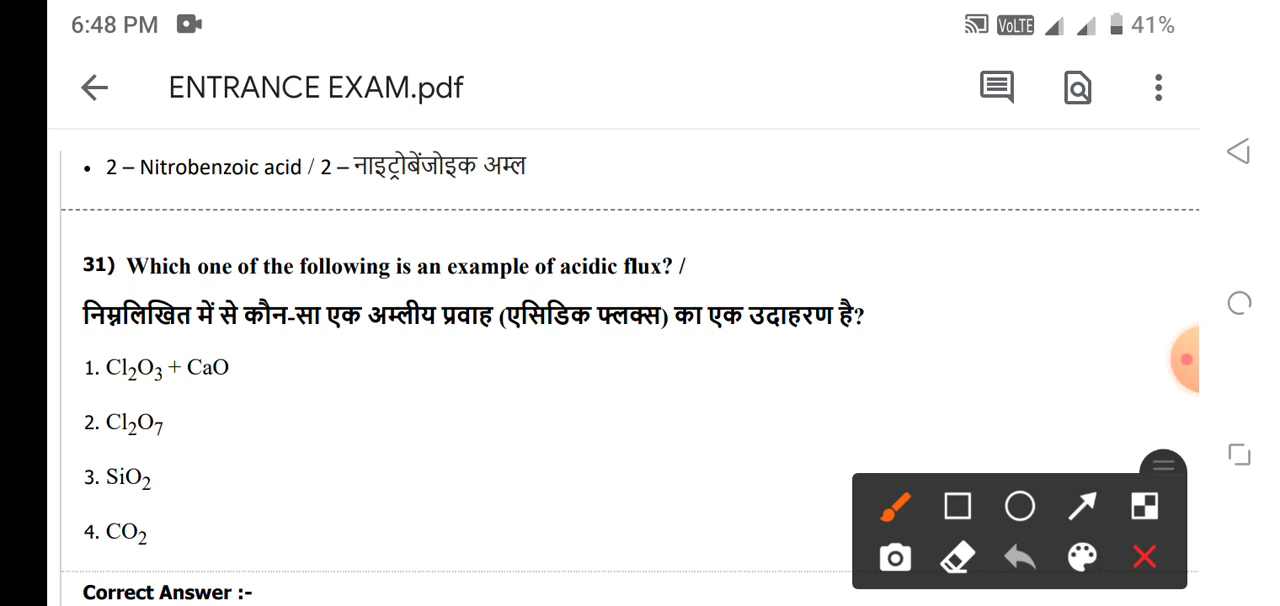 6:48 PM VoLTE 41%
ENTRANCE EXAM.pdf
• 2 – Nitrobenzoic acid / 2 – नाइट्रोबेंजोइक अम्ल
31) Which one of the following is an example of acidic flux? /
निम्नलिखित में से कौन-सा एक अम्लीय प्रवाह (एसिडिक फ्लक्स) का एक उदाहरण है?
1. Cl₂O₃ + CaO
2. Cl₂O₇
3. SiO₂
4. CO₂
Correct Answer :-